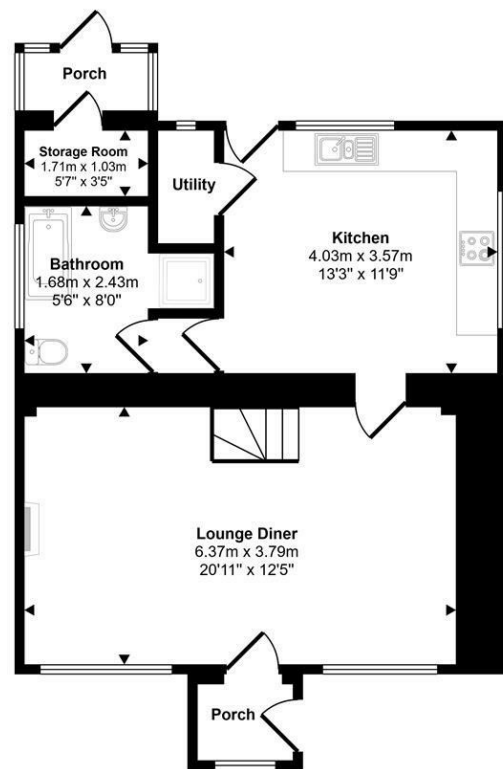 Porch
Storage Room
1.71m x 1.03m
5'7" x 3'5"
Utility
Kitchen
4.03m x 3.57m
13'3" x 11'9"
Bathroom
1.68m x 2.43m
5'6" x 8'0"
Lounge Diner
6.37m x 3.79m
20'11" x 12'5"
Porch